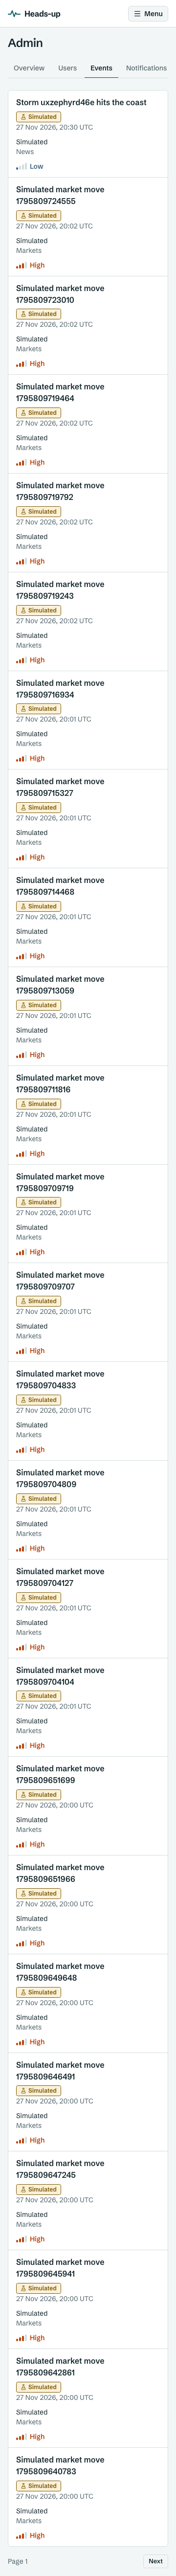 Heads-up
Menu
Admin
Overview Users Events Notifications
Storm uxzephyrd46e hits the coast
Simulated
27 Nov 2026, 20:30 UTC
Simulated
News
Low
Simulated market move
1795809724555
Simulated
27 Nov 2026, 20:02 UTC
Simulated
Markets
High
Simulated market move
1795809723010
Simulated
27 Nov 2026, 20:02 UTC
Simulated
Markets
High
Simulated market move
1795809719464
Simulated
27 Nov 2026, 20:02 UTC
Simulated
Markets
High
Simulated market move
1795809719792
Simulated
27 Nov 2026, 20:02 UTC
Simulated
Markets
High
Simulated market move
1795809719243
Simulated
27 Nov 2026, 20:02 UTC
Simulated
Markets
High
Simulated market move
1795809716934
Simulated
27 Nov 2026, 20:01 UTC
Simulated
Markets
High
Simulated market move
1795809715327
Simulated
27 Nov 2026, 20:01 UTC
Simulated
Markets
High
Simulated market move
1795809714468
Simulated
27 Nov 2026, 20:01 UTC
Simulated
Markets
High
Simulated market move
1795809713059
Simulated
27 Nov 2026, 20:01 UTC
Simulated
Markets
High
Simulated market move
1795809711816
Simulated
27 Nov 2026, 20:01 UTC
Simulated
Markets
High
Simulated market move
1795809709719
Simulated
27 Nov 2026, 20:01 UTC
Simulated
Markets
High
Simulated market move
1795809709707
Simulated
27 Nov 2026, 20:01 UTC
Simulated
Markets
High
Simulated market move
1795809704833
Simulated
27 Nov 2026, 20:01 UTC
Simulated
Markets
High
Simulated market move
1795809704809
Simulated
27 Nov 2026, 20:01 UTC
Simulated
Markets
High
Simulated market move
1795809704127
Simulated
27 Nov 2026, 20:01 UTC
Simulated
Markets
High
Simulated market move
1795809704104
Simulated
27 Nov 2026, 20:01 UTC
Simulated
Markets
High
Simulated market move
1795809651699
Simulated
27 Nov 2026, 20:00 UTC
Simulated
Markets
High
Simulated market move
1795809651966
Simulated
27 Nov 2026, 20:00 UTC
Simulated
Markets
High
Simulated market move
1795809649648
Simulated
27 Nov 2026, 20:00 UTC
Simulated
Markets
High
Simulated market move
1795809646491
Simulated
27 Nov 2026, 20:00 UTC
Simulated
Markets
High
Simulated market move
1795809647245
Simulated
27 Nov 2026, 20:00 UTC
Simulated
Markets
High
Simulated market move
1795809645941
Simulated
27 Nov 2026, 20:00 UTC
Simulated
Markets
High
Simulated market move
1795809642861
Simulated
27 Nov 2026, 20:00 UTC
Simulated
Markets
High
Simulated market move
1795809640783
Simulated
27 Nov 2026, 20:00 UTC
Simulated
Markets
High
Page 1
Next